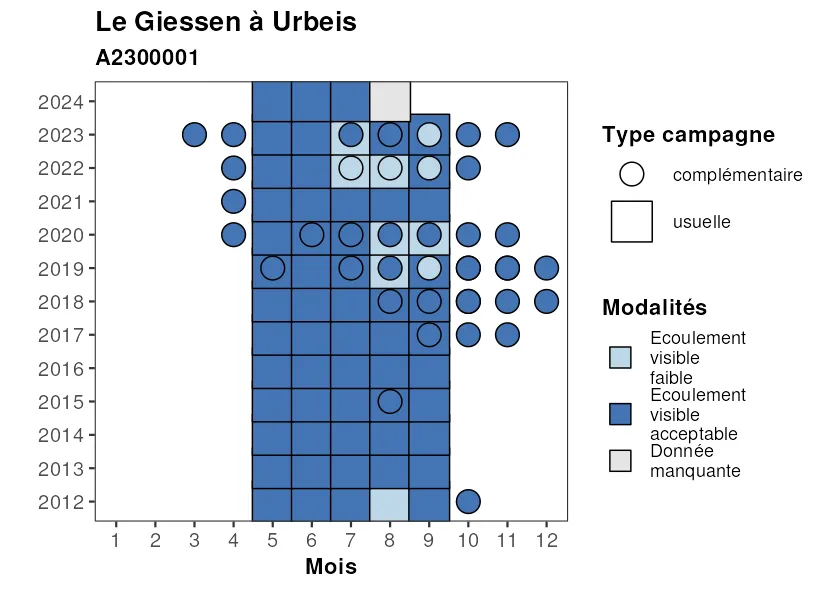 Le Giessen à Urbeis
A2300001
2024
2023
2022
2021
2020
2019
2018
2017
2016
2015
2014
2013
2012
1 2 3 4 5 6 7 8 9 10 11 12
Mois
Type campagne
complémentaire
usuelle
Modalités
Ecoulement
visible
faible
Ecoulement
visible
acceptable
Donnée
manquante